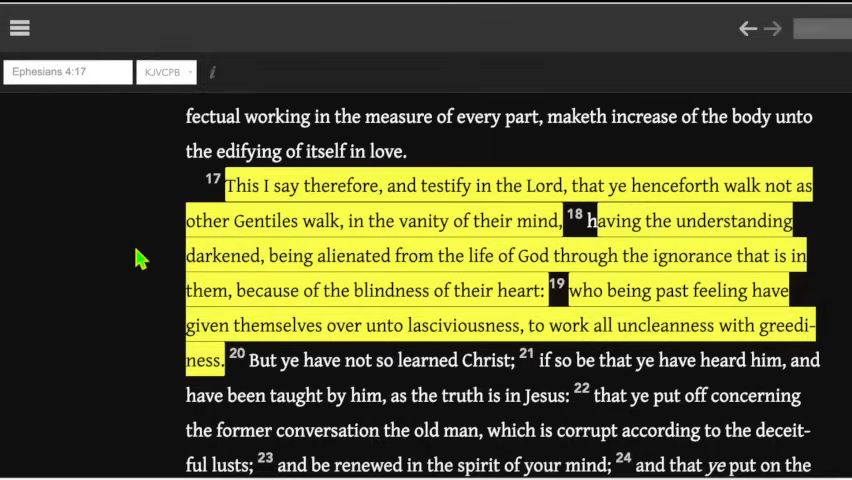 Ephesians 4:17
KJVCPB
i
fectual working in the measure of every part, maketh increase of the body unto
the edifying of itself in love.
17 This I say therefore, and testify in the Lord, that ye henceforth walk not as
other Gentiles walk, in the vanity of their mind, 18 having the understanding
darkened, being alienated from the life of God through the ignorance that is in
them, because of the blindness of their heart: 19 who being past feeling have
given themselves over unto lasciviousness, to work all uncleanness with greedi-
ness. 20 But ye have not so learned Christ; 21 if so be that ye have heard him, and
have been taught by him, as the truth is in Jesus: 22 that ye put off concerning
the former conversation the old man, which is corrupt according to the deceit-
ful lusts; 23 and be renewed in the spirit of your mind; 24 and that ye put on the